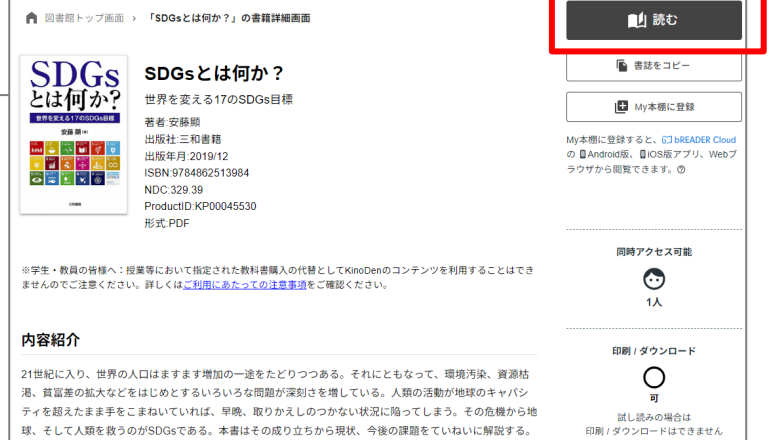 図書館トップ画面 › 「SDGsとは何か？」の書籍詳細画面
読む
書誌をコピー
My本棚に登録
My本棚に登録すると、bREADER Cloud
の Android版、iOS版アプリ、Webブ
ラウザから閲覧できます。
SDGs
とは何か?
世界を変える17のSDGs目標
安藤 顯
三和書籍
SDGsとは何か？
世界を変える17のSDGs目標
著者:安藤顯
出版社:三和書籍
出版年月:2019/12
ISBN:9784862513984
NDC:329.39
ProductID:KP00045530
形式:PDF
※学生・教員の皆様へ：授業等において指定された教科書購入の代替としてKinoDenのコンテンツを利用することはでき
ませんのでご注意ください。詳しくはご利用にあたっての注意事項をご確認ください。
同時アクセス可能
1人
印刷 / ダウンロード
可
試し読みの場合は
印刷 / ダウンロードはできません
内容紹介
21世紀に入り、世界の人口はますます増加の一途をたどりつつある。それにともなって、環境汚染、資源枯
渇、貧富差の拡大などをはじめとするいろいろな問題が深刻さを増している。人類の活動が地球のキャパシ
ティを超えたまま手をこまねいていれば、早晩、取りかえしのつかない状況に陥ってしまう。その危機から地
球、そして人類を救うのがSDGsである。本書はその成り立ちから現状、今後の課題をていねいに解説する。